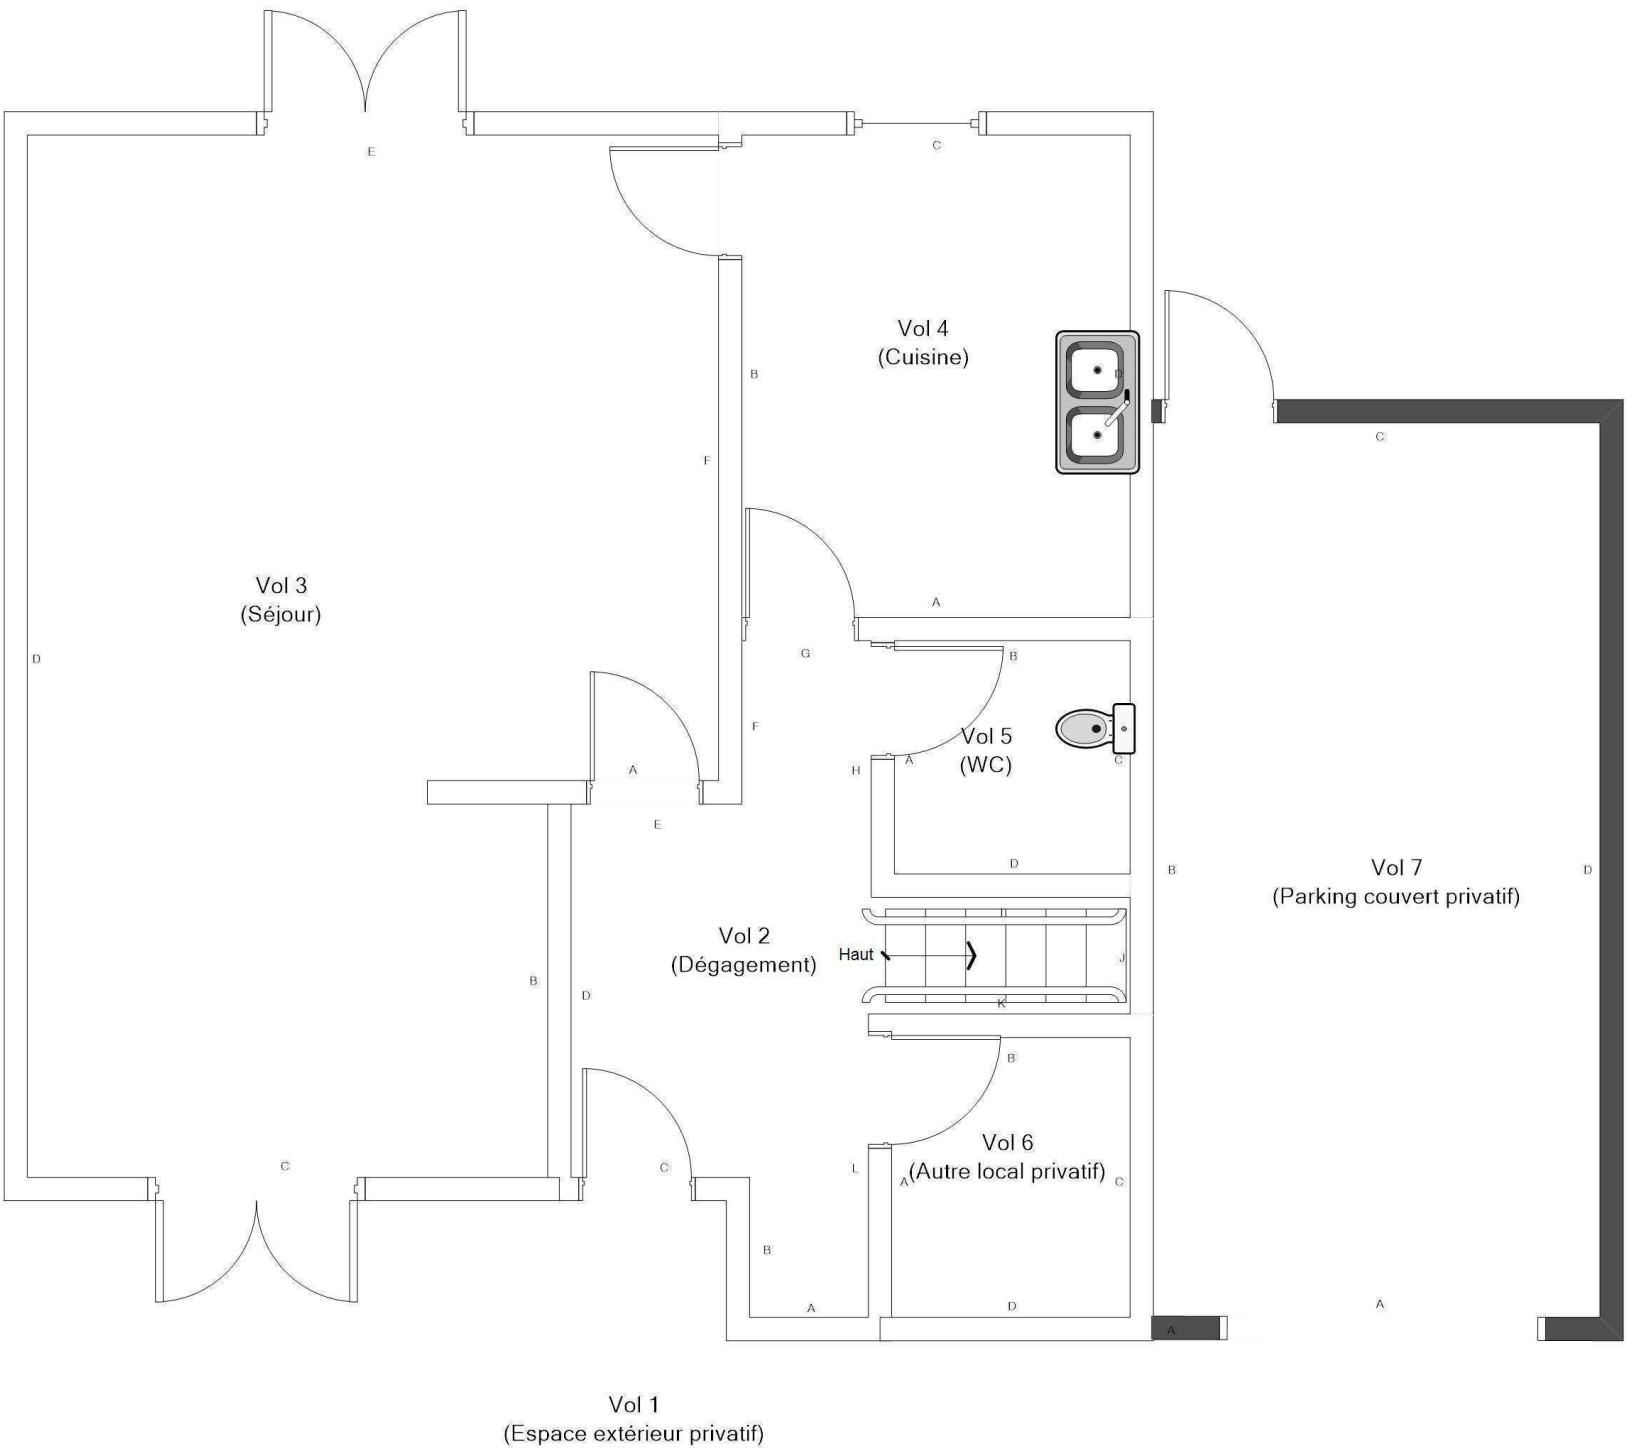 E
C
Vol 4
(Cuisine)
B
D
C
F
Vol 3
(Séjour)
A
G
B
D
F
Vol 5
(WC)
A
C
A
H
E
D
Vol 7
(Parking couvert privatif)
B
D
Vol 2
(Dégagement)
Haut
J
B
D
K
B
Vol 6
(Autre local privatif)
C
C
L
A
C
B
A
D
A
A
Vol 1
(Espace extérieur privatif)